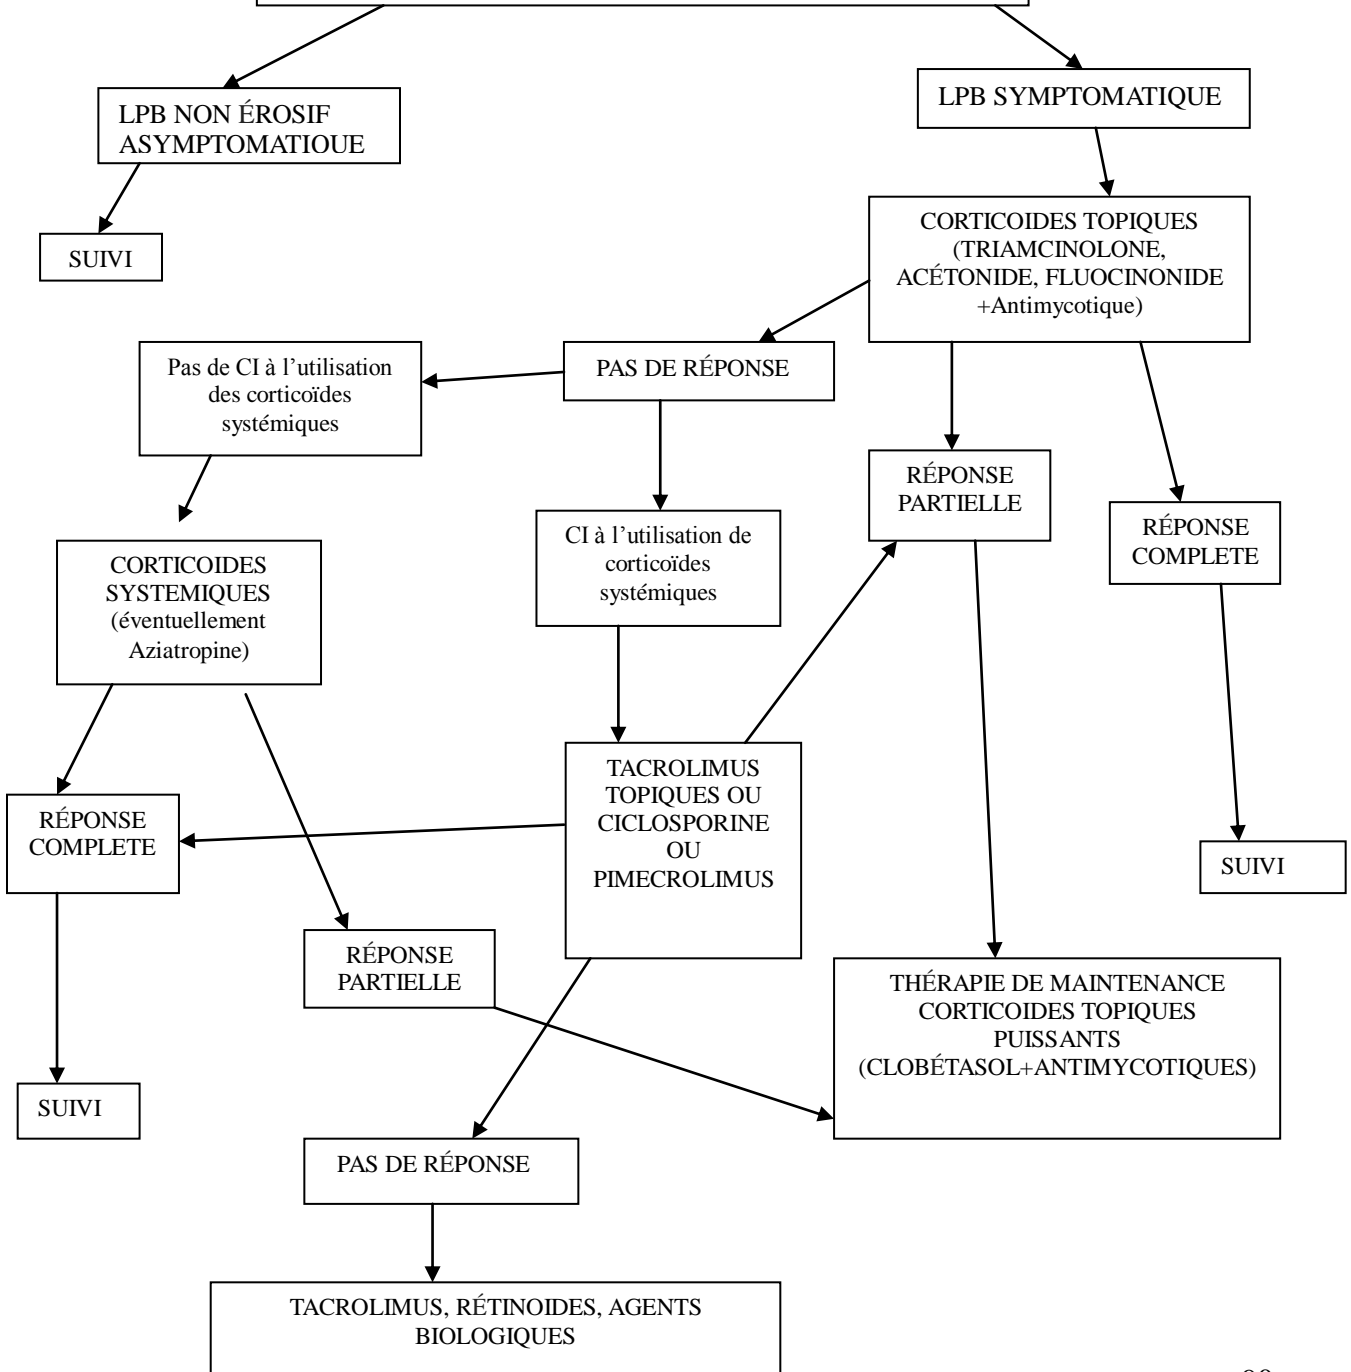 LPB NON ÉROSIF
ASYMPTOMATIQUE
LPB SYMPTOMATIQUE
SUIVI
CORTICOIDES TOPIQUES
(TRIAMCINOLONE,
ACÉTONIDE, FLUOCINONIDE
+Antimycotique)
Pas de CI à l’utilisation
des corticoïdes
systémiques
PAS DE RÉPONSE
RÉPONSE
PARTIELLE
RÉPONSE
COMPLETE
CI à l’utilisation de
corticoïdes
systémiques
CORTICOIDES
SYSTEMIQUES
(éventuellement
Aziatropine)
TACROLIMUS
TOPIQUES OU
CICLOSPORINE
OU
PIMECROLIMUS
RÉPONSE
COMPLETE
SUIVI
RÉPONSE
PARTIELLE
THÉRAPIE DE MAINTENANCE
CORTICOIDES TOPIQUES
PUISSANTS
(CLOBÉTASOL+ANTIMYCOTIQUES)
SUIVI
PAS DE RÉPONSE
TACROLIMUS, RÉTINOIDES, AGENTS
BIOLOGIQUES